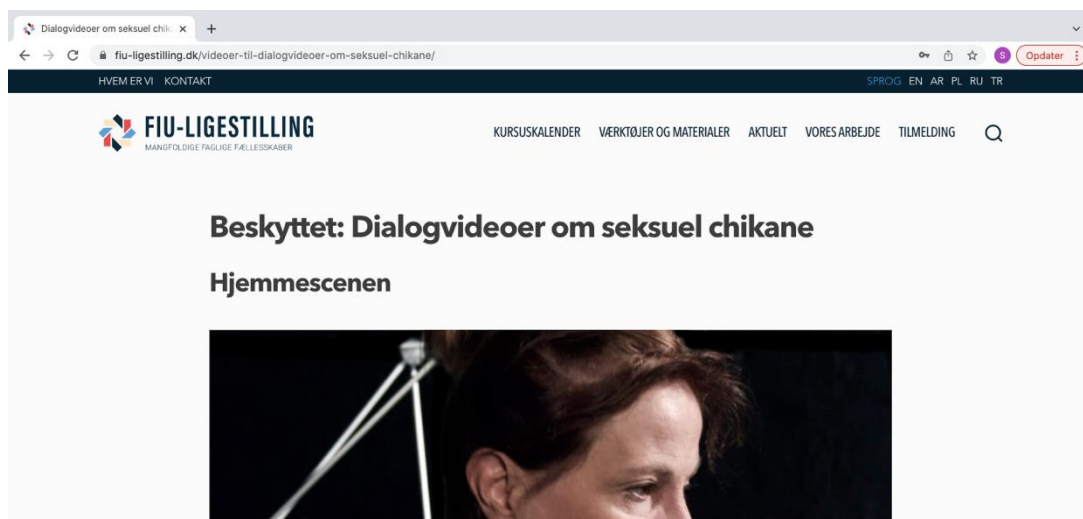 Dialogvideoer om seksuel chik
fiu-ligestilling.dk/videoer-til-dialogvideoer-om-seksuel-chikane/
S
Opdater
HVEM ER VI KONTAKT
SPROG EN AR PL RU TR
FIU-LIGESTILLING
MANGFOLDIGE FAGLIGE FÆLLESSKABER
KURSUSKALENDER VÆRKTØJER OG MATERIALER AKTUELT VORES ARBEJDE TILMELDING
Beskyttet: Dialogvideoer om seksuel chikane
Hjemmescenen